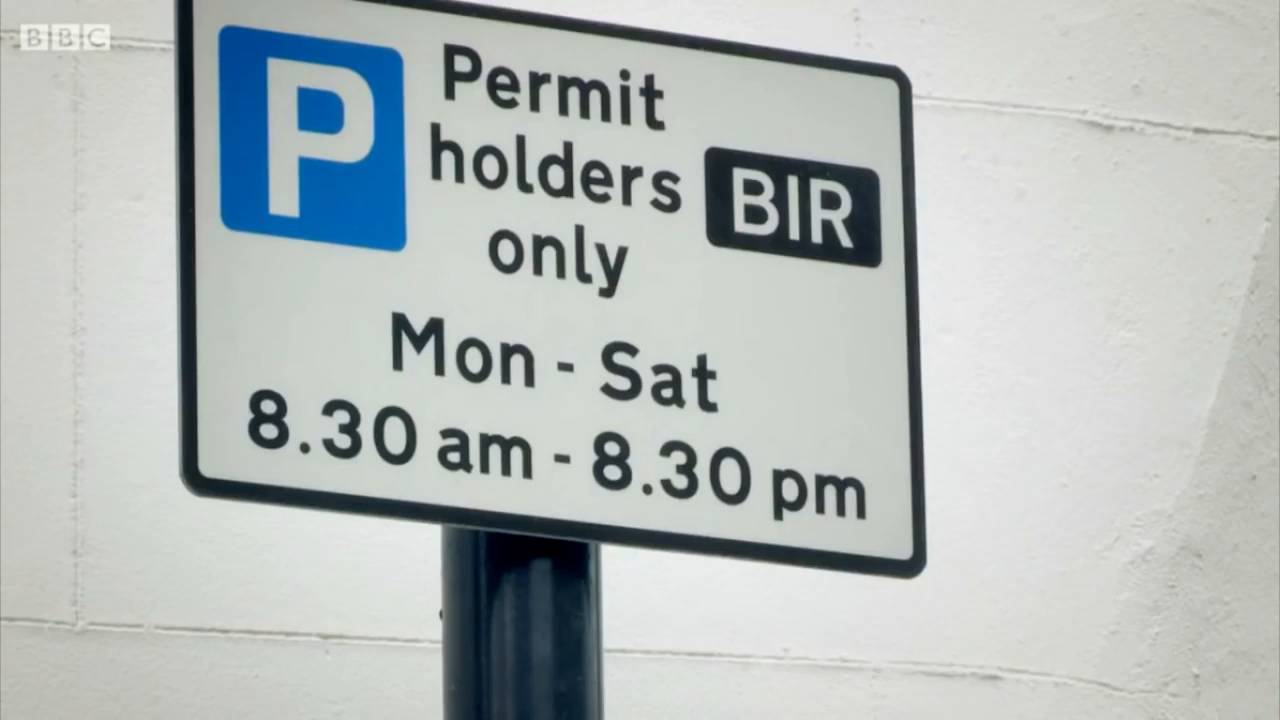 BBC
P
Permit
holders
only
BIR
Mon - Sat
8.30 am - 8.30 pm